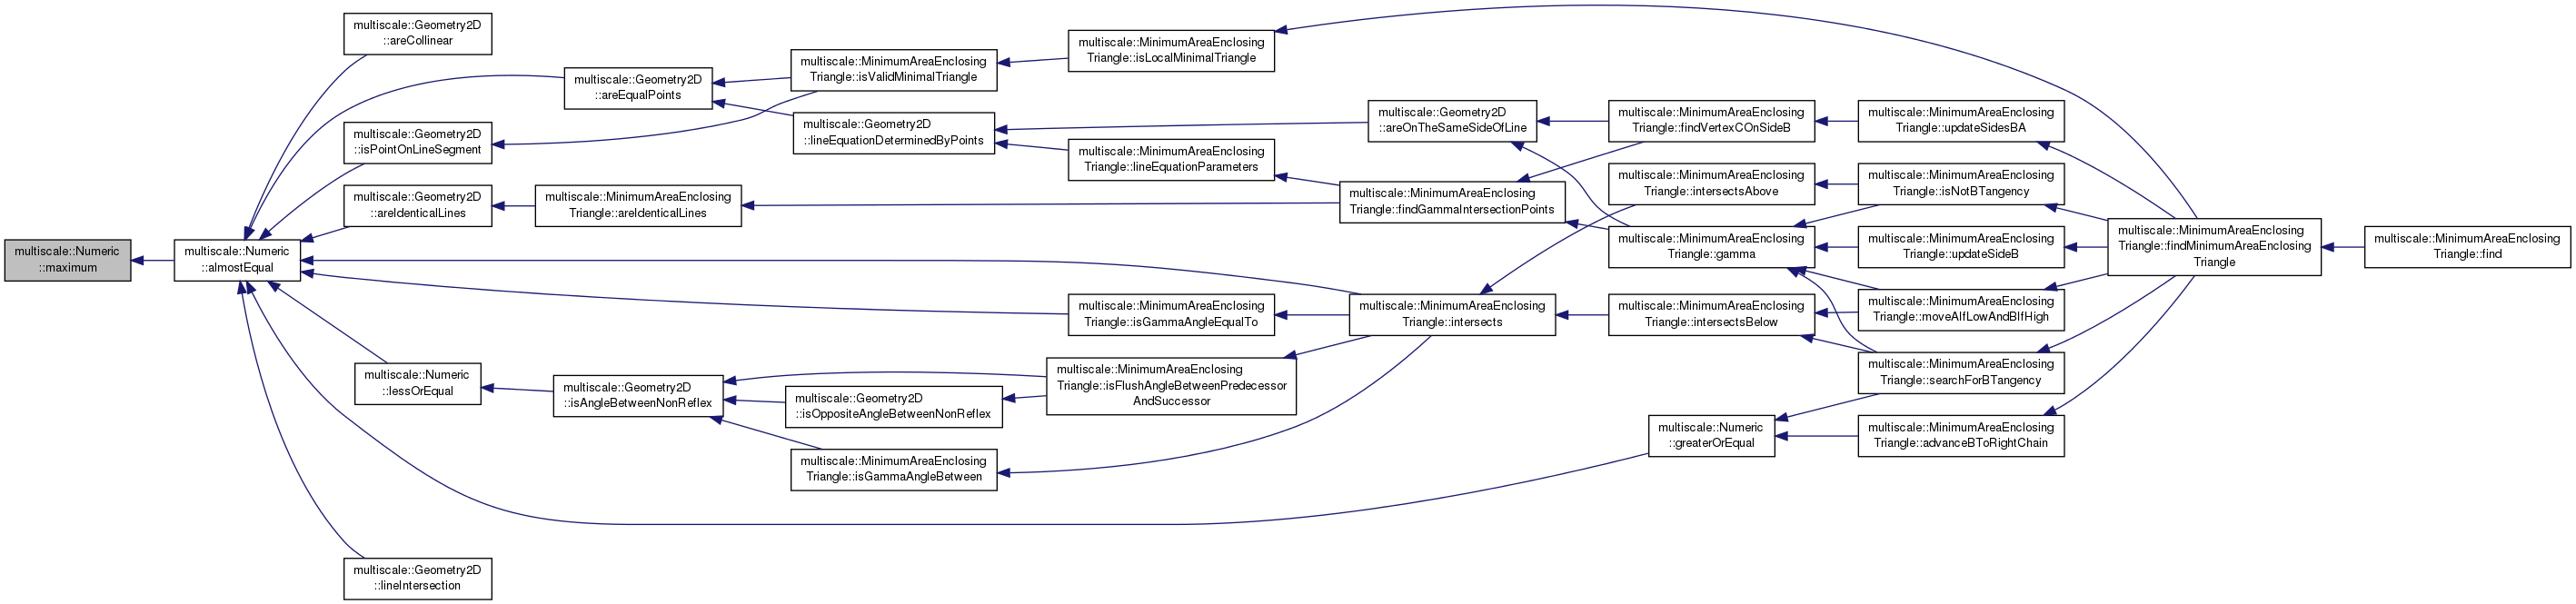 multiscale::Numeric
::maximum
multiscale::Numeric
::almostEqual
multiscale::Geometry2D
::areCollinear
multiscale::Geometry2D
::isPointOnLineSegment
multiscale::Geometry2D
::areIdenticalLines
multiscale::Numeric
::lessOrEqual
multiscale::Geometry2D
::lineIntersection
multiscale::Geometry2D
::areEqualPoints
multiscale::MinimumAreaEnclosing
Triangle::areIdenticalLines
multiscale::Geometry2D
::isAngleBetweenNonReflex
multiscale::MinimumAreaEnclosing
Triangle::isValidMinimalTriangle
multiscale::Geometry2D
::lineEquationDeterminedByPoints
multiscale::Geometry2D
::isOppositeAngleBetweenNonReflex
multiscale::MinimumAreaEnclosing
Triangle::isGammaAngleBetween
multiscale::MinimumAreaEnclosing
Triangle::isLocalMinimalTriangle
multiscale::MinimumAreaEnclosing
Triangle::lineEquationParameters
multiscale::MinimumAreaEnclosing
Triangle::isGammaAngleEqualTo
multiscale::MinimumAreaEnclosing
Triangle::isFlushAngleBetweenPredecessor
AndSuccessor
multiscale::Geometry2D
::areOnTheSameSideOfLine
multiscale::MinimumAreaEnclosing
Triangle::findGammaIntersectionPoints
multiscale::MinimumAreaEnclosing
Triangle::intersects
multiscale::MinimumAreaEnclosing
Triangle::findVertexCOnSideB
multiscale::MinimumAreaEnclosing
Triangle::intersectsAbove
multiscale::MinimumAreaEnclosing
Triangle::gamma
multiscale::MinimumAreaEnclosing
Triangle::intersectsBelow
multiscale::Numeric
::greaterOrEqual
multiscale::MinimumAreaEnclosing
Triangle::updateSidesBA
multiscale::MinimumAreaEnclosing
Triangle::isNotBTangency
multiscale::MinimumAreaEnclosing
Triangle::updateSideB
multiscale::MinimumAreaEnclosing
Triangle::moveAIfLowAndBIfHigh
multiscale::MinimumAreaEnclosing
Triangle::searchForBTangency
multiscale::MinimumAreaEnclosing
Triangle::advanceBToRightChain
multiscale::MinimumAreaEnclosing
Triangle::findMinimumAreaEnclosing
Triangle
multiscale::MinimumAreaEnclosing
Triangle::find